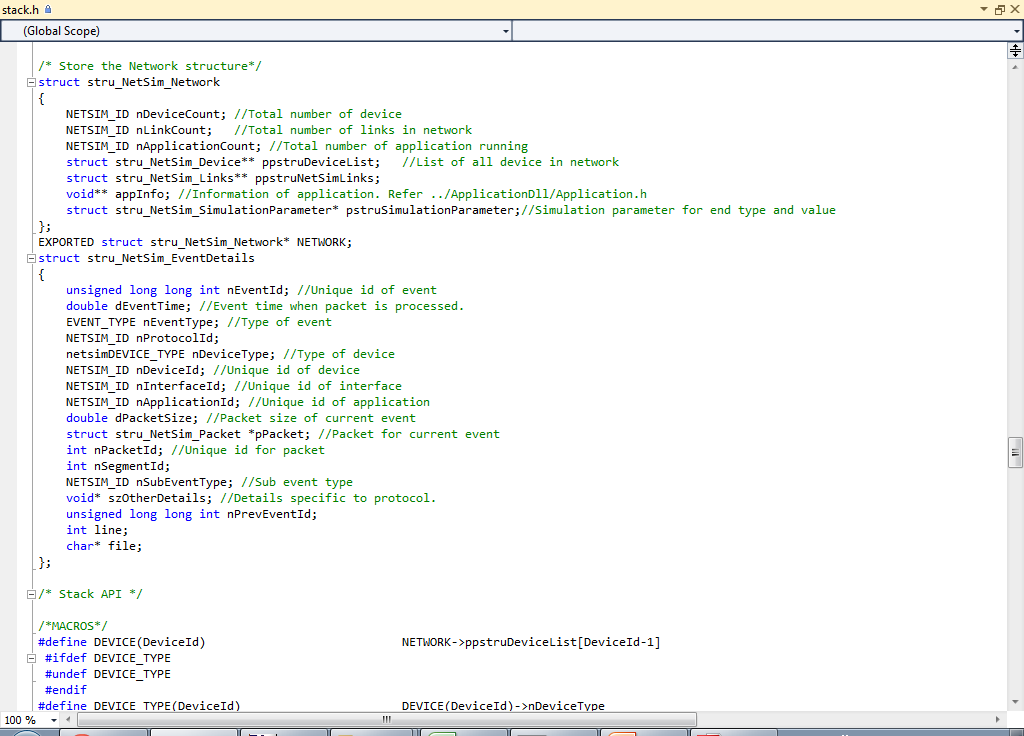 stack.h
(Global Scope)
/* Store the Network structure*/
struct stru_NetSim_Network
{
NETSIM_ID nDeviceCount; //Total number of device
NETSIM_ID nLinkCount; //Total number of links in network
NETSIM_ID nApplicationCount; //Total number of application running
struct stru_NetSim_Device** ppstruDeviceList; //List of all device in network
struct stru_NetSim_Links** ppstruNetSimLinks;
void** appInfo; //Information of application. Refer ../ApplicationDll/Application.h
struct stru_NetSim_SimulationParameter* pstruSimulationParameter;//Simulation parameter for end type and value
};
EXPORTED struct stru_NetSim_Network* NETWORK;
struct stru_NetSim_EventDetails
{
unsigned long long int nEventId; //Unique id of event
double dEventTime; //Event time when packet is processed.
EVENT_TYPE nEventType; //Type of event
NETSIM_ID nProtocolId;
netsimDEVICE_TYPE nDeviceType; //Type of device
NETSIM_ID nDeviceId; //Unique id of device
NETSIM_ID nInterfaceId; //Unique id of interface
NETSIM_ID nApplicationId; //Unique id of application
double dPacketSize; //Packet size of current event
struct stru_NetSim_Packet *pPacket; //Packet for current event
int nPacketId; //Unique id for packet
int nSegmentId;
NETSIM_ID nSubEventType; //Sub event type
void* szOtherDetails; //Details specific to protocol.
unsigned long long int nPrevEventId;
int line;
char* file;
};
/* Stack API */
/*MACROS*/
#define DEVICE(DeviceId) NETWORK->ppstruDeviceList[DeviceId-1]
#ifdef DEVICE_TYPE
#undef DEVICE_TYPE
#endif
#define DEVICE_TYPE(DeviceId) DEVICE(DeviceId)->nDeviceType
100 %